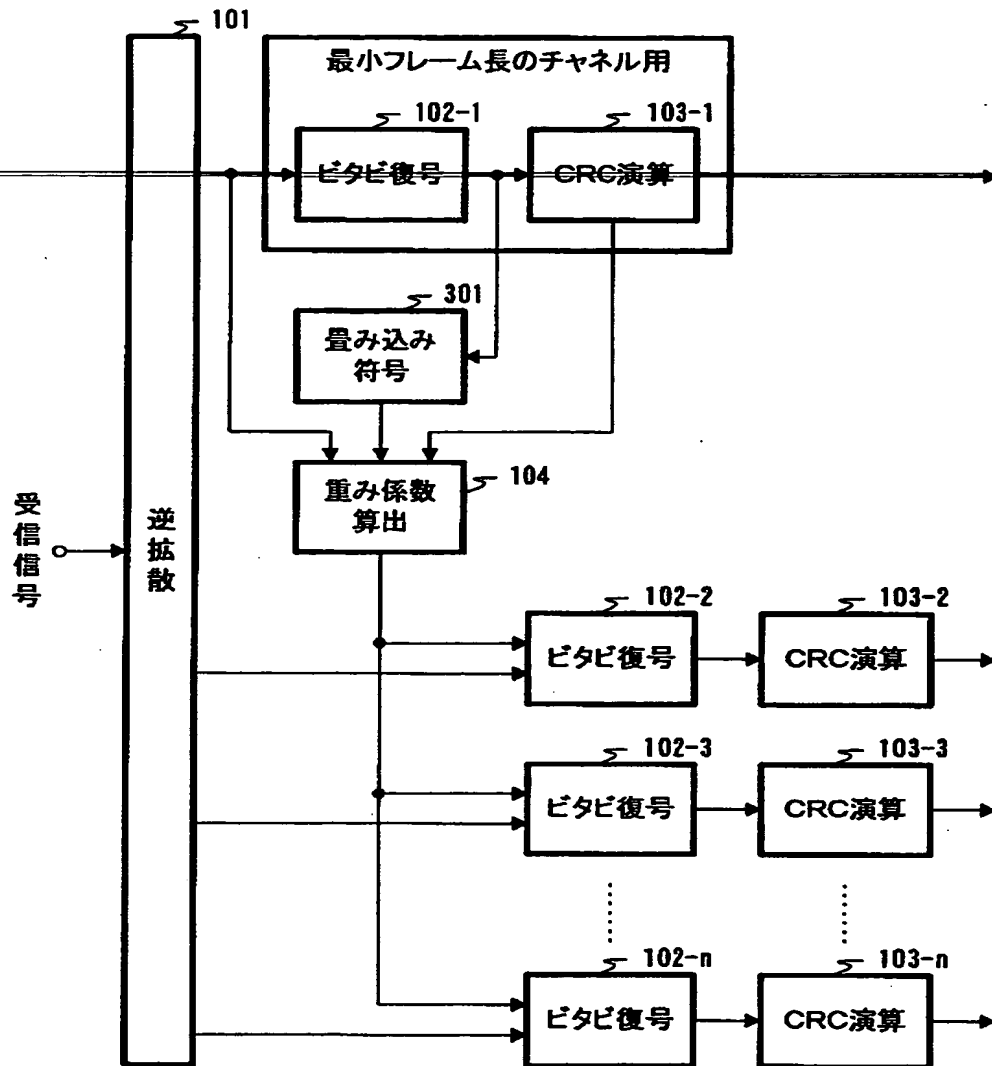 101
最小フレーム長のチャネル用
102-1
103-1
ビタビ復号
CRC演算
301
畳み込み
符号
104
重み係数
算出
受信信号
逆拡散
102-2
103-2
ビタビ復号
CRC演算
102-3
103-3
ビタビ復号
CRC演算
102-n
103-n
ビタビ復号
CRC演算